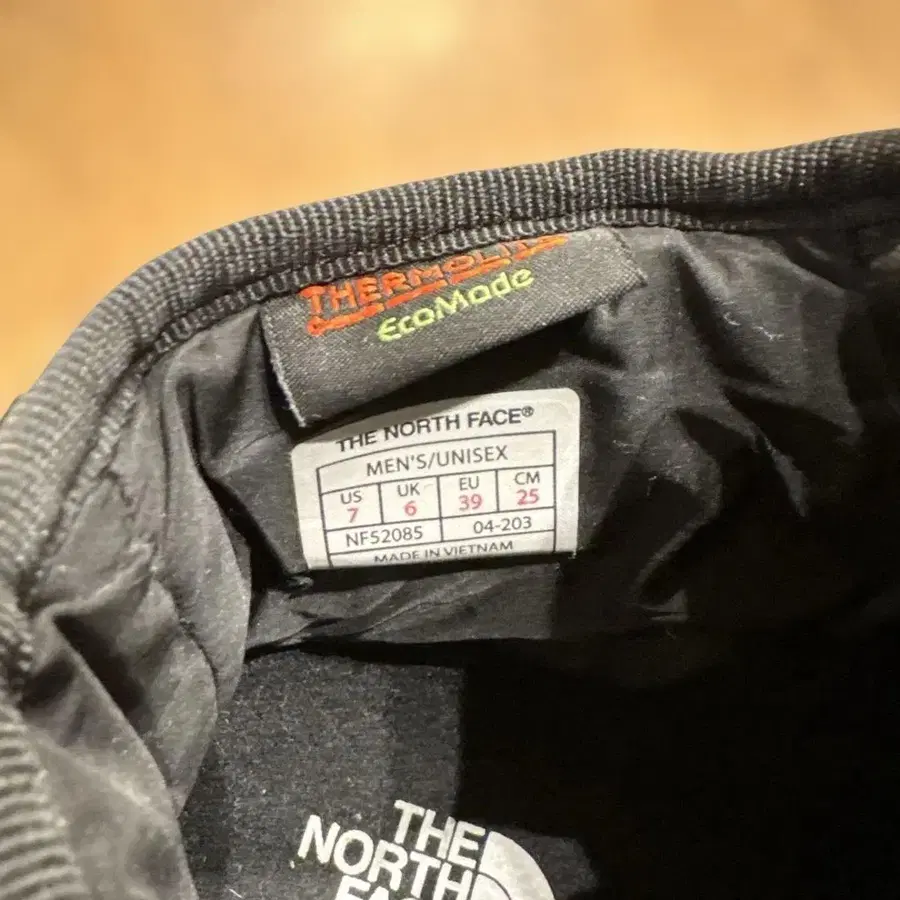 THERMOLITE
EcoMade
THE NORTH FACE®
MEN'S/UNISEX
US UK EU CM
7 6 39 25
NF52085 04-203
MADE IN VIETNAM
THE
NORTH
FACE